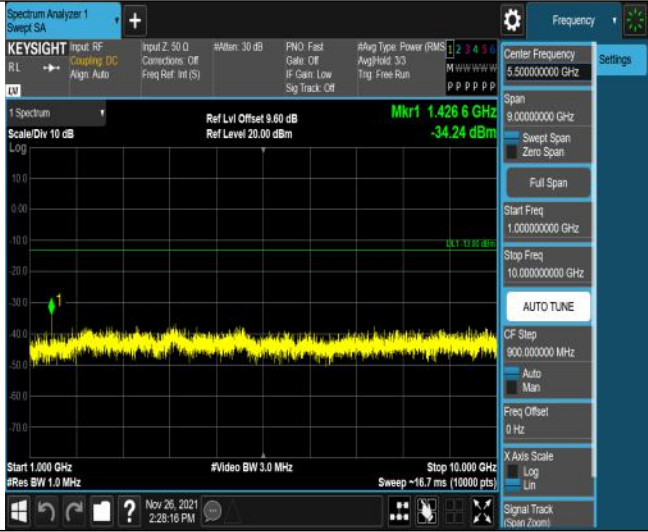 Spectrum Analyzer 1
Swept SA
+
Frequency
KEYSIGHT
RL
Input: RF
Coupling: DC
Align: Auto
Input Z: 50 Ω
Corrections: Off
Freq Ref: Int (S)
#Atten: 30 dB
PNO: Fast
Gate: Off
IF Gain: Low
Sig Track: Off
#Avg Type: Power (RMS
Avg|Hold: 3/3
Trig: Free Run
1 2 3 4 5 6
M W W W W W
P P P P P P
LV
1 Spectrum
Scale/Div 10 dB
Log
Ref Lvl Offset 9.60 dB
Ref Level 20.00 dBm
Mkr1 1.426 6 GHz
-34.24 dBm
10.0
0.00
-10.0
DL1 -13.00 dBm
-20.0
-30.0
1
-40.0
-50.0
-60.0
-70.0
Start 1.000 GHz
#Res BW 1.0 MHz
#Video BW 3.0 MHz
Stop 10.000 GHz
Sweep ~16.7 ms (10000 pts)
Nov 26, 2021
2:28:16 PM
Center Frequency
5.500000000 GHz
Settings
Span
9.00000000 GHz
Swept Span
Zero Span
Full Span
Start Freq
1.000000000 GHz
Stop Freq
10.000000000 GHz
AUTO TUNE
CF Step
900.000000 MHz
Auto
Man
Freq Offset
0 Hz
X Axis Scale
Log
Lin
Signal Track
(Span Zoom)